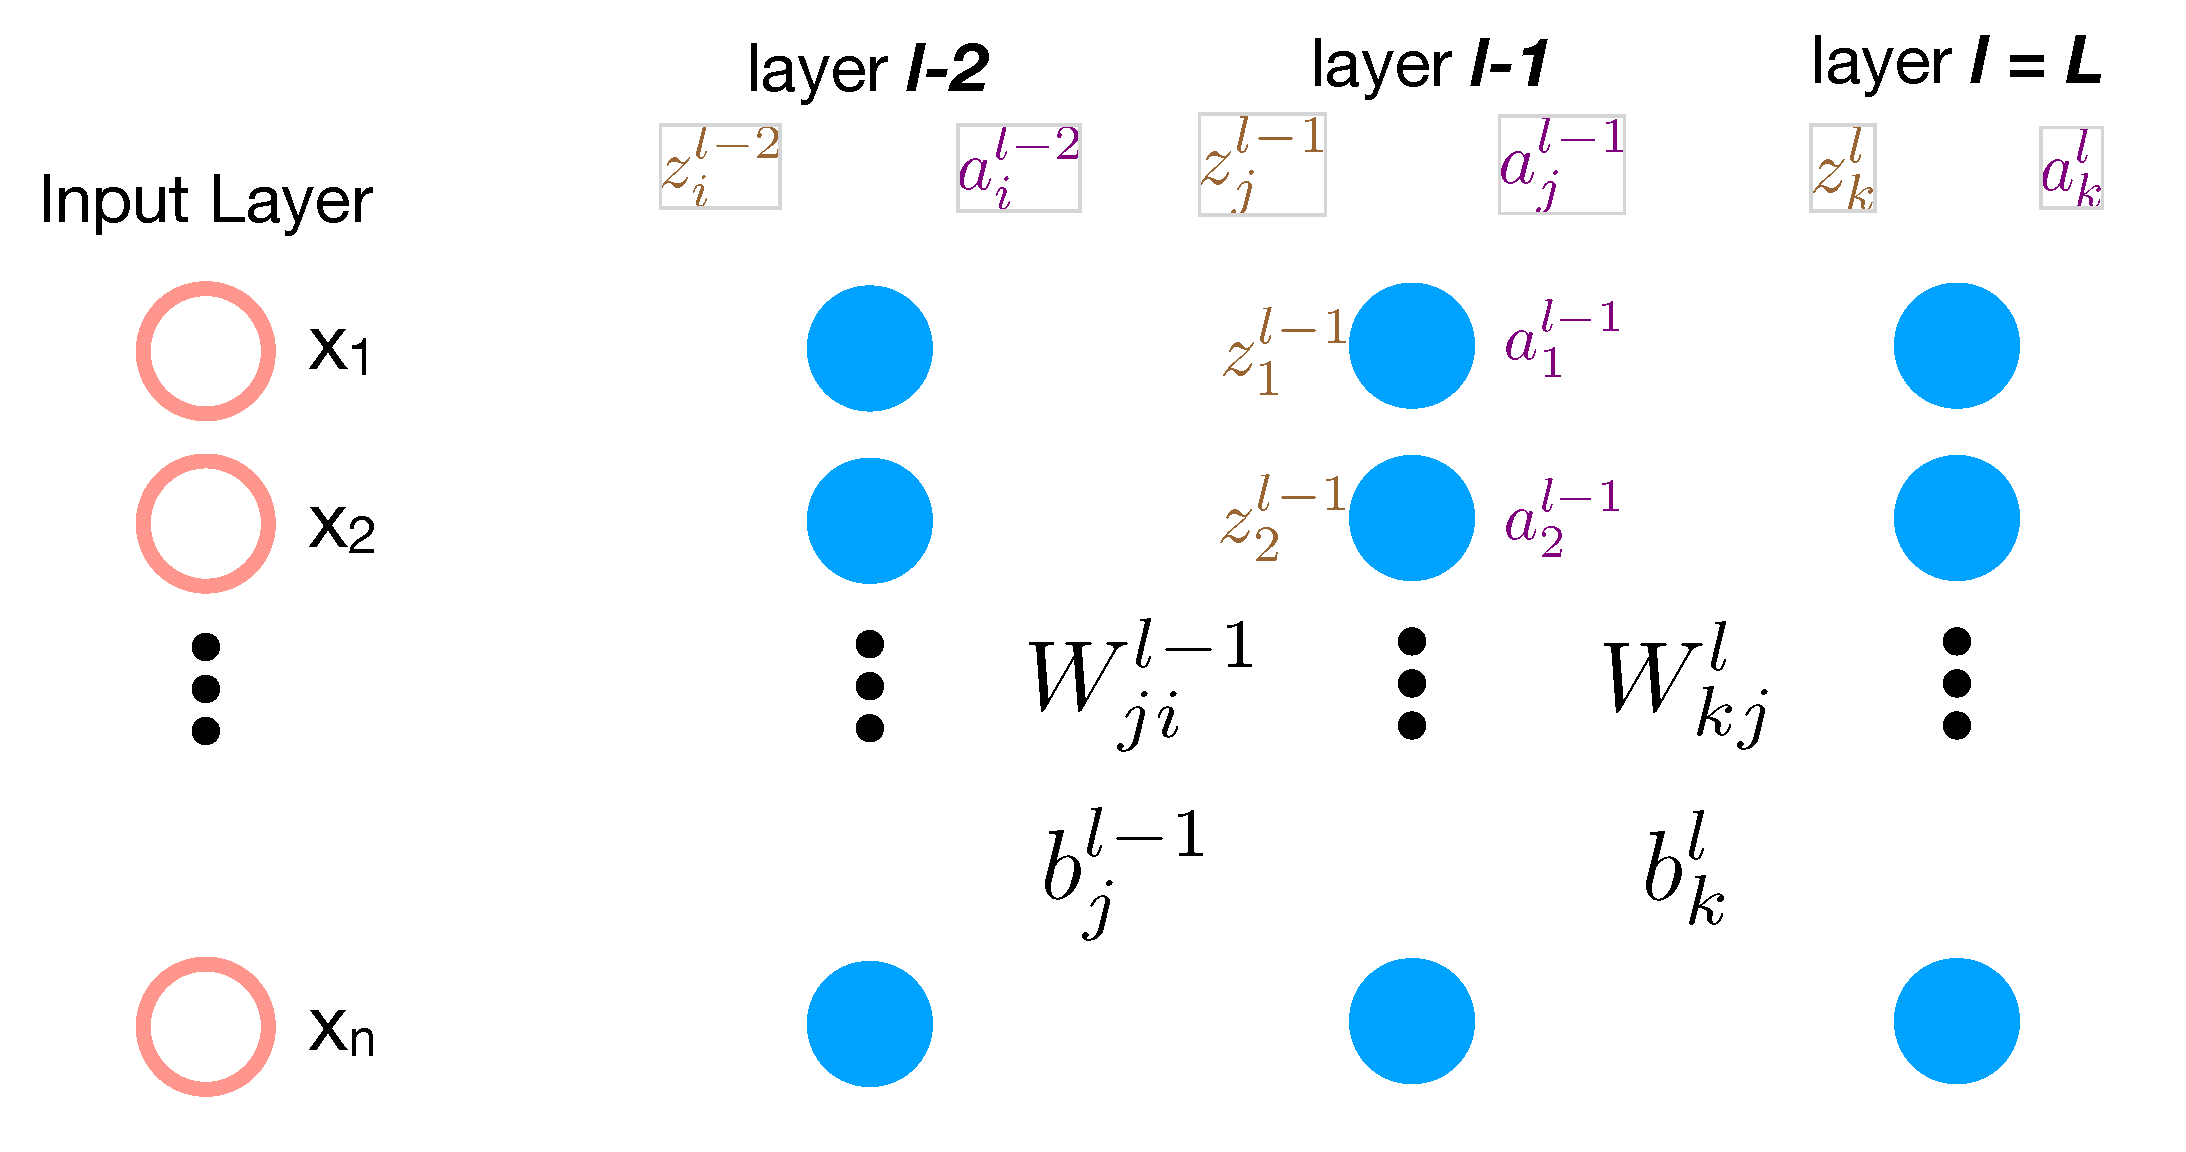 layer l-2 layer l-1 layer l = L
z_i^{l-2} a_i^{l-2} z_j^{l-1} a_j^{l-1} z_k^l a_k^l
Input Layer
x₁ z_1^{l-1} a_1^{l-1}
x₂ z_2^{l-1} a_2^{l-1}
W_{ji}^{l-1} W_{kj}^l
b_j^{l-1} b_k^l
xₙ